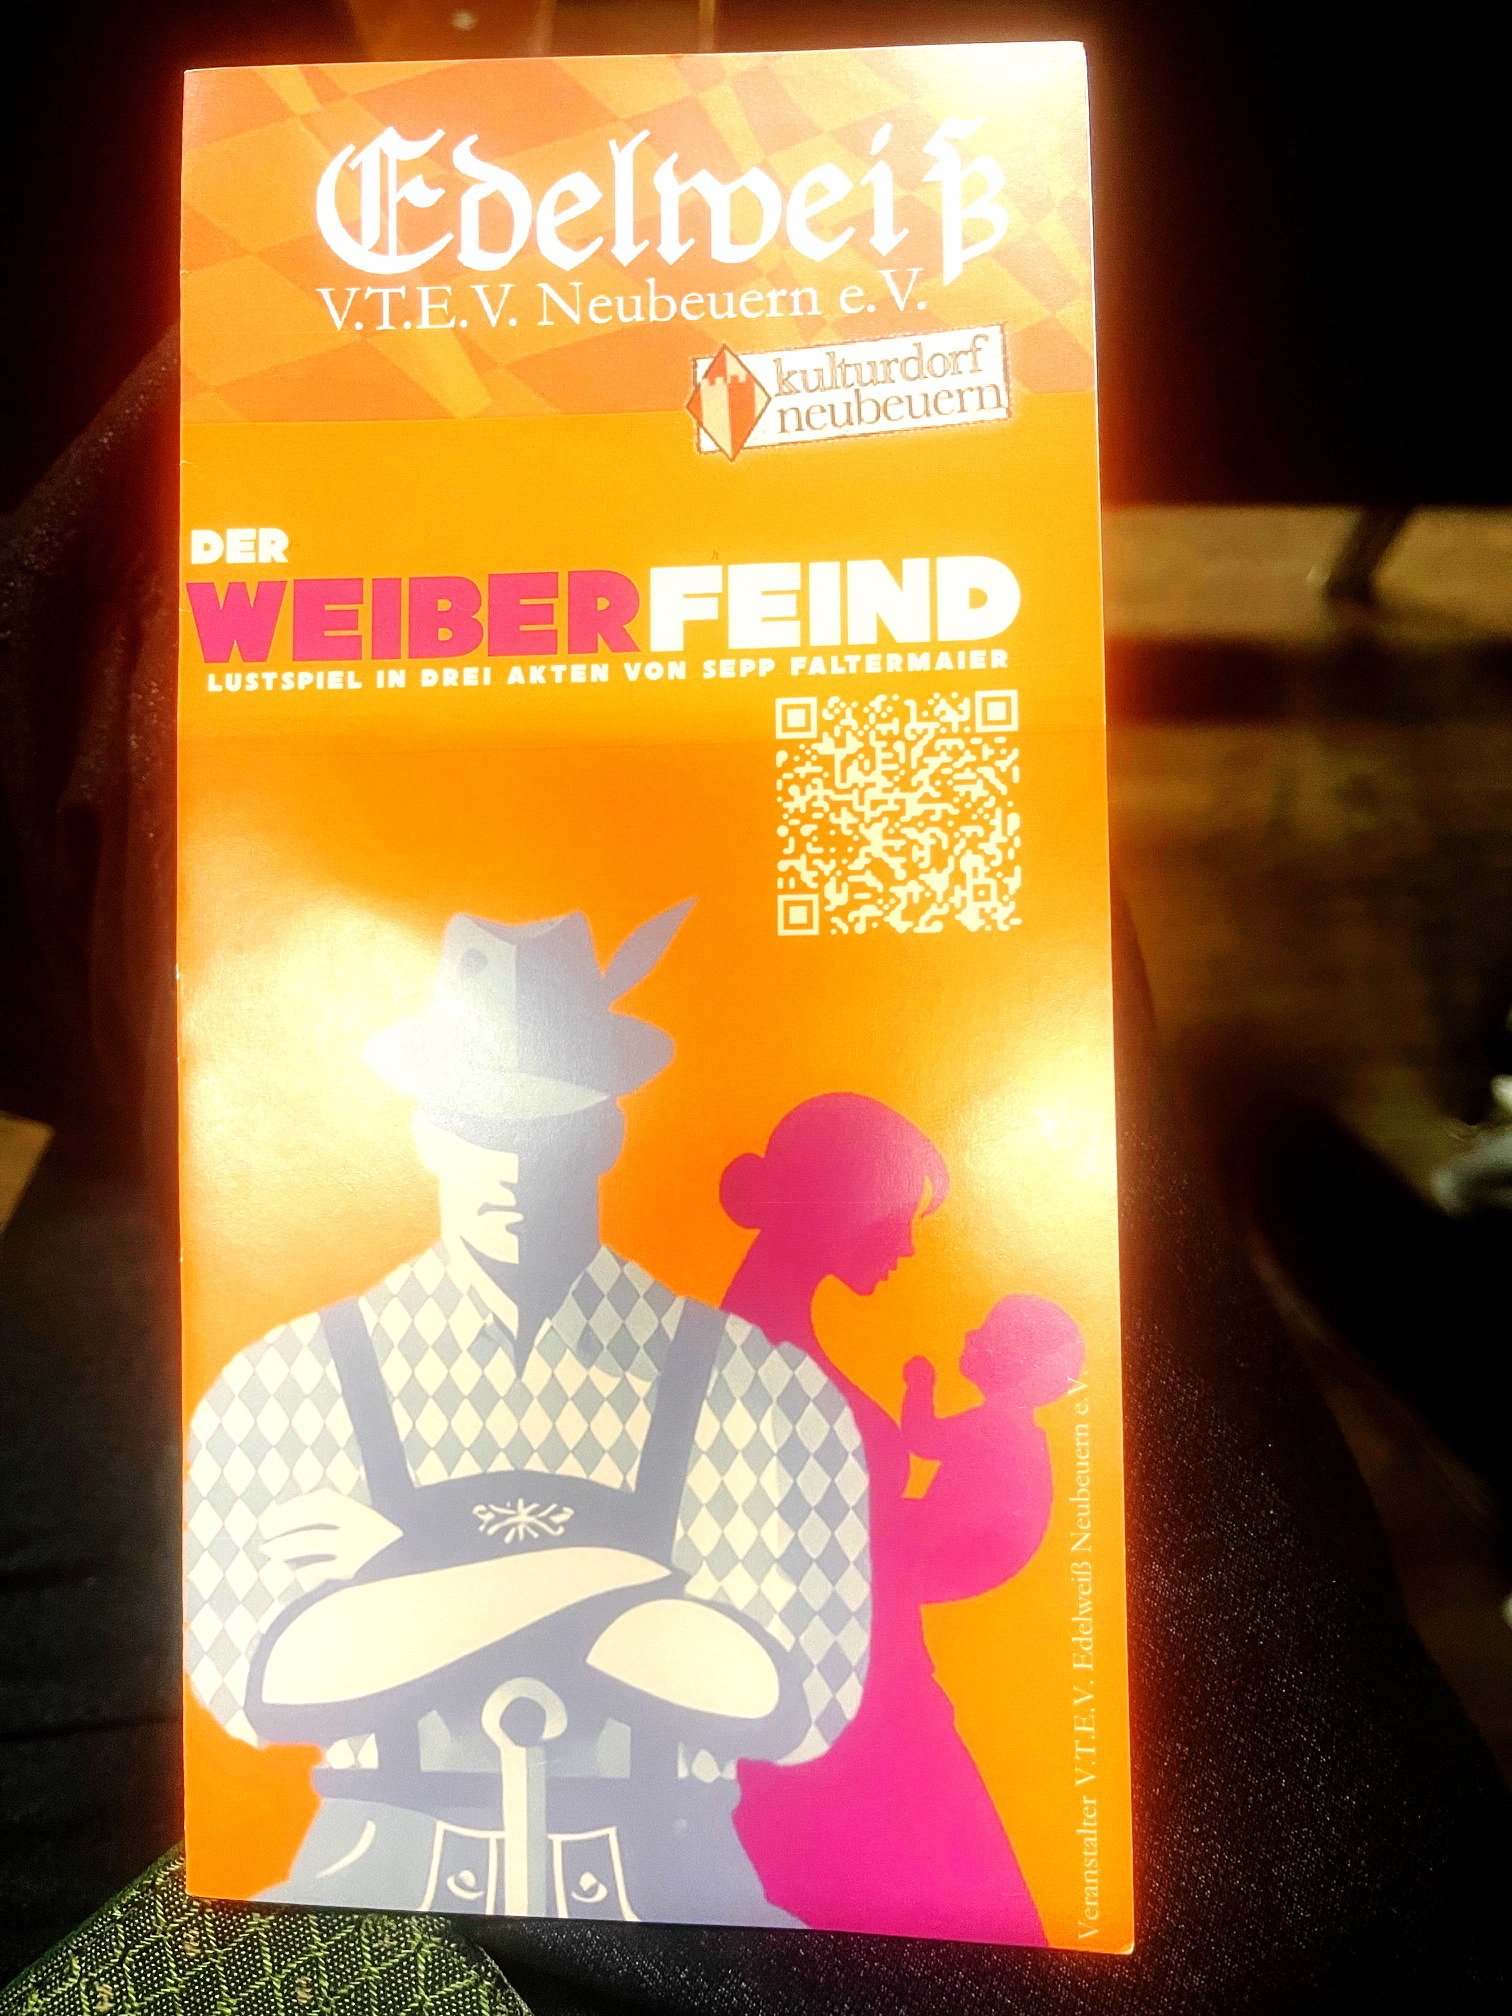 Edelweiß
V.T.E.V. Neubeuern e.V.
kulturdorf
neubeuern
DER
WEIBERFEIND
LUSTSPIEL IN DREI AKTEN VON SEPP FALTERMAIER
Veranstalter V.T.E.V. Edelweiß Neubeuern e.V.